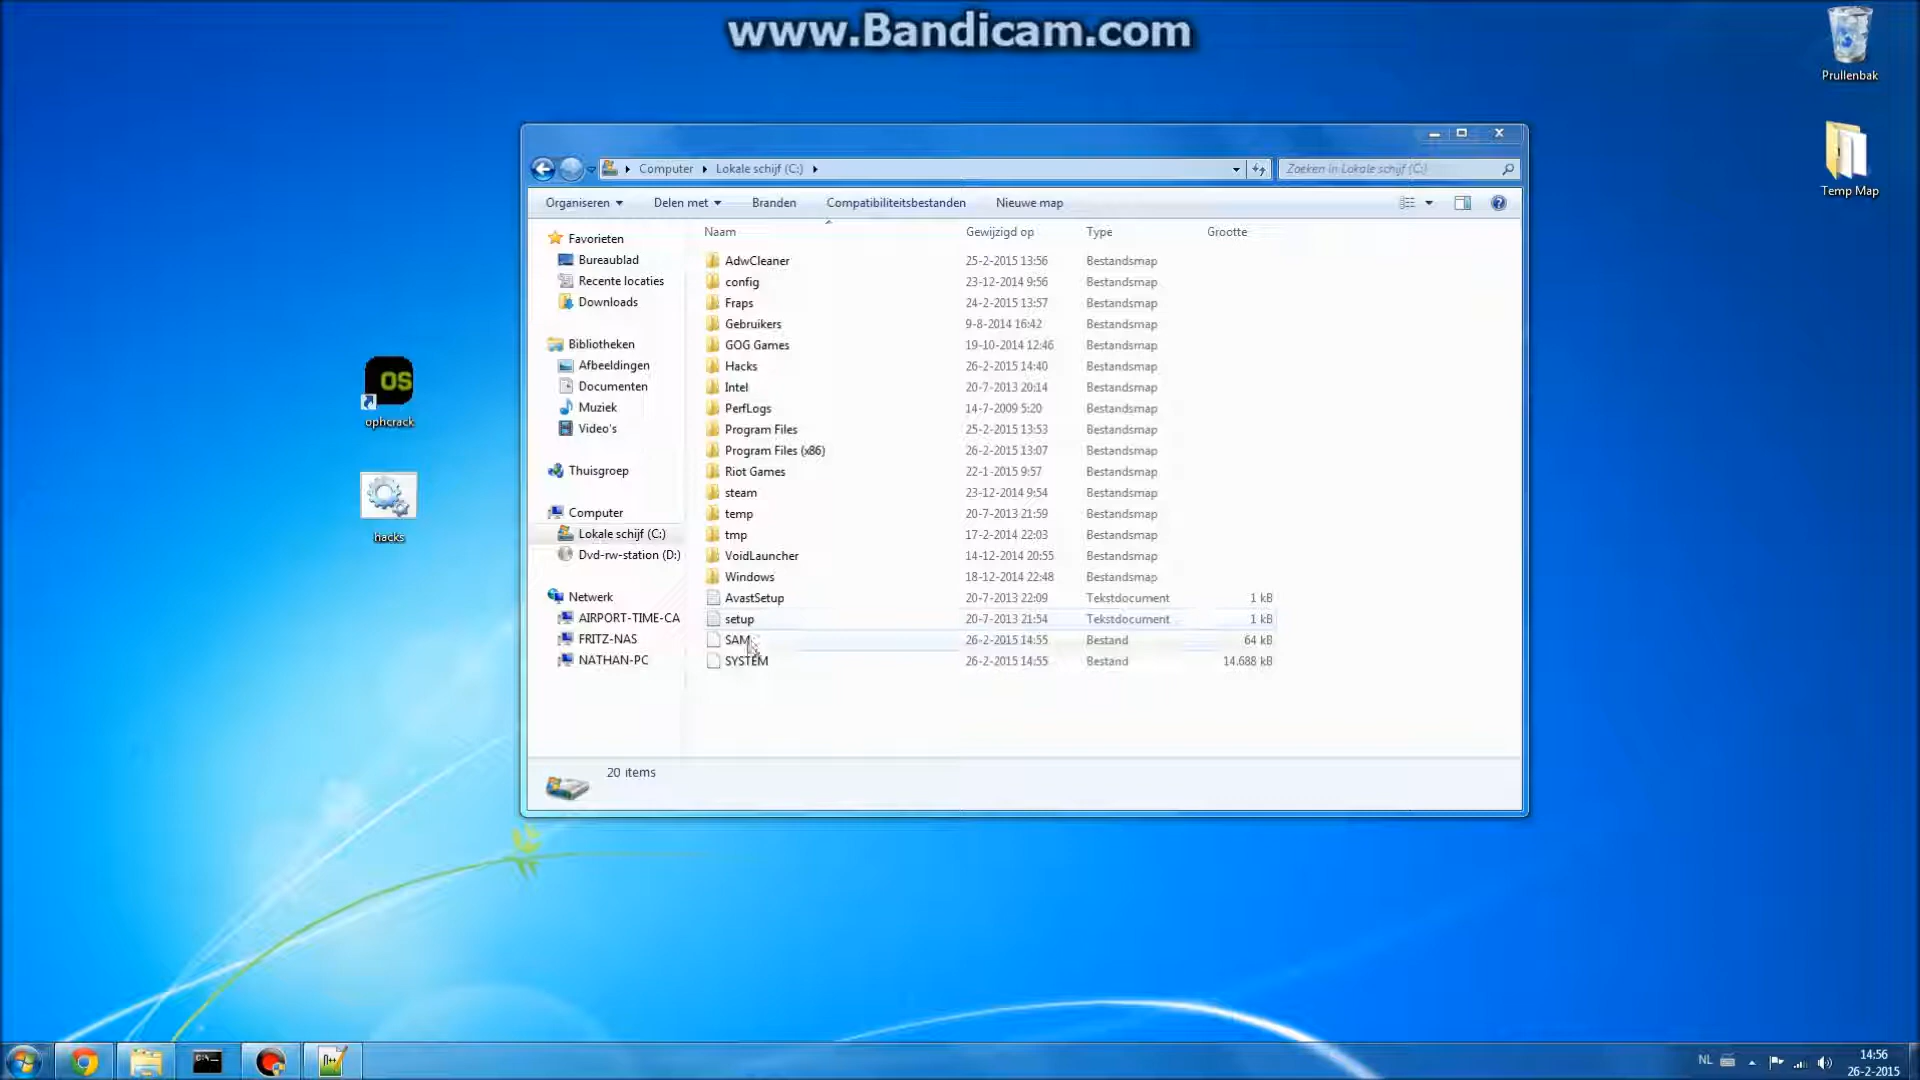 www.Bandicam.com
Prullenbak
Temp Map
ophcrack
OS
hacks
Computer Lokale schijf (C:)
Zoeken in Lokale schijf (C:)
Organiseren Delen met Branden Compatibiliteitsbestanden Nieuwe map
Naam Gewijzigd op Type Grootte
Favorieten
Bureaublad
Recente locaties
Downloads
Bibliotheken
Afbeeldingen
Documenten
Muziek
Video's
Thuisgroep
Computer
Lokale schijf (C:)
Dvd-rw-station (D:)
Netwerk
AIRPORT-TIME-CA
FRITZ-NAS
NATHAN-PC
AdwCleaner 25-2-2015 13:56 Bestandsmap
config 23-12-2014 9:56 Bestandsmap
Fraps 24-2-2015 13:57 Bestandsmap
Gebruikers 9-8-2014 16:42 Bestandsmap
GOG Games 19-10-2014 12:46 Bestandsmap
Hacks 26-2-2015 14:40 Bestandsmap
Intel 20-7-2013 20:14 Bestandsmap
PerfLogs 14-7-2009 5:20 Bestandsmap
Program Files 25-2-2015 13:53 Bestandsmap
Program Files (x86) 26-2-2015 13:07 Bestandsmap
Riot Games 22-1-2015 9:57 Bestandsmap
steam 23-12-2014 9:54 Bestandsmap
temp 20-7-2013 21:59 Bestandsmap
tmp 17-2-2014 22:03 Bestandsmap
VoidLauncher 14-12-2014 20:55 Bestandsmap
Windows 18-12-2014 22:48 Bestandsmap
AvastSetup 20-7-2013 22:09 Tekstdocument 1 kB
setup 20-7-2013 21:54 Tekstdocument 1 kB
SAM 26-2-2015 14:55 Bestand 64 kB
SYSTEM 26-2-2015 14:55 Bestand 14.688 kB
20 items
NL
14:56
26-2-2015